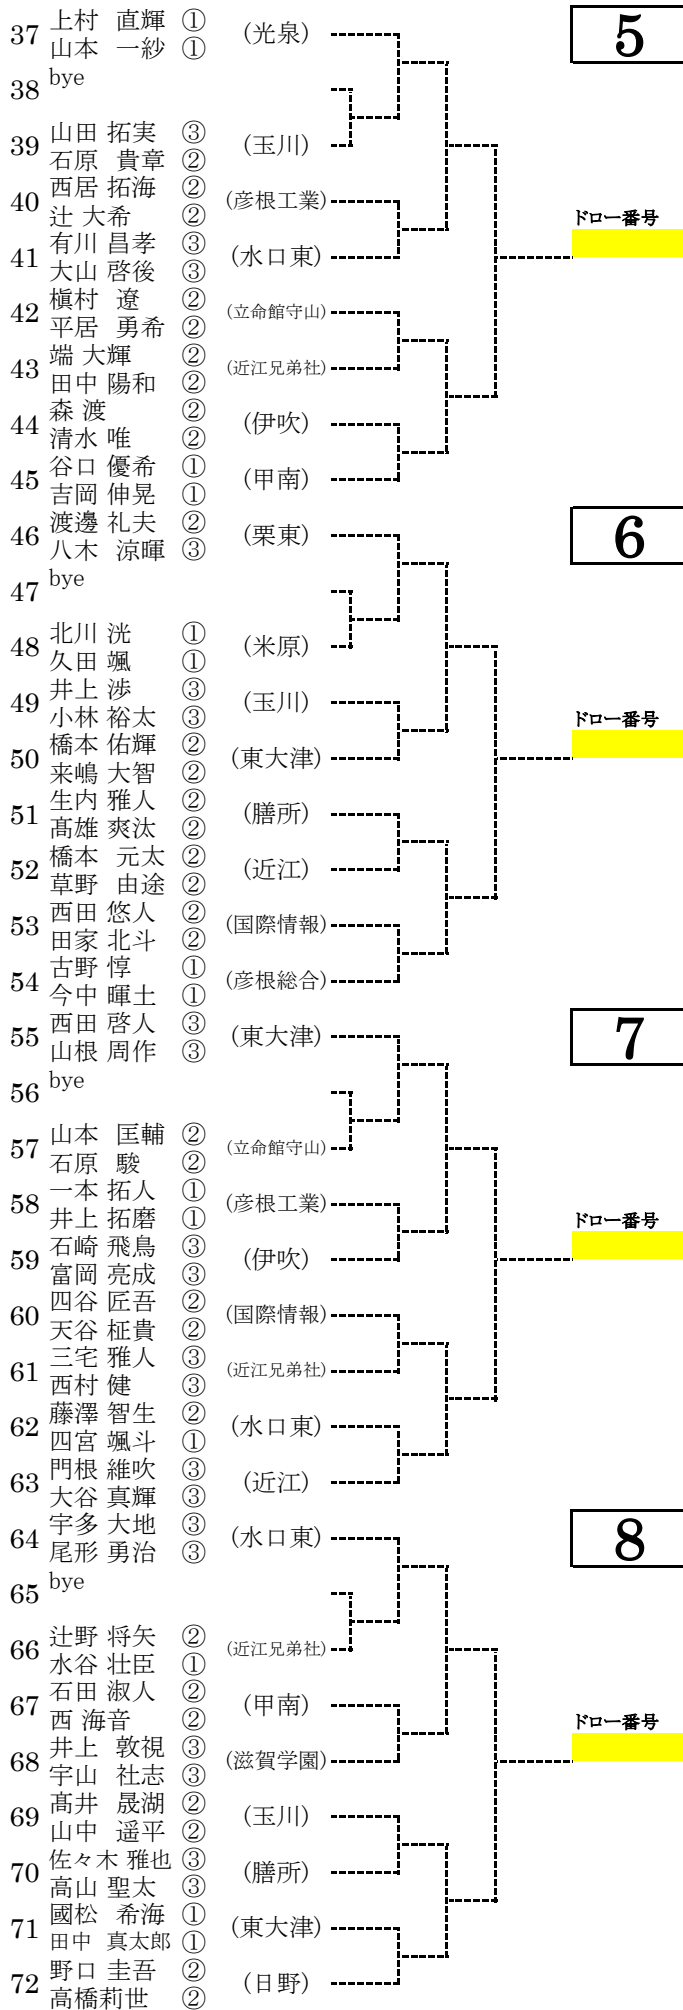 上村 直輝 ①
37 (光泉) 5
山本 一紗 ①
bye
38
山田 拓実 ③
39 (玉川)
石原 貴章 ②
西居 拓海 ②
40 (彦根工業)
辻 大希 ② ドロー番号
有川 昌孝 ③
41 (水口東)
大山 啓後 ③
槇村 遼 ②
42 (立命館守山)
平居 勇希 ②
端 大輝 ②
43 (近江兄弟社)
田中 陽和 ②
森 渡 ②
44 (伊吹)
清水 唯 ②
谷口 優希 ①
45 (甲南)
吉岡 伸晃 ①
渡邊 礼夫 ②
46 (栗東) 6
八木 涼暉 ③
bye
47
北川 洸 ①
48 (米原)
久田 颯 ①
井上 渉 ③
49 (玉川)
小林 裕太 ③ ドロー番号
橋本 佑輝 ②
50 (東大津)
来嶋 大智 ②
生内 雅人 ②
51 (膳所)
髙雄 爽汰 ②
橋本 元太 ②
52 (近江)
草野 由途 ②
西田 悠人 ②
53 (国際情報)
田家 北斗 ②
古野 惇 ①
54 (彦根総合)
今中 暉土 ①
西田 啓人 ③
55 (東大津) 7
山根 周作 ③
bye
56
山本 匡輔 ②
57 (立命館守山)
石原 駿 ②
一本 拓人 ①
58 (彦根工業)
井上 拓磨 ① ドロー番号
石崎 飛鳥 ③
59 (伊吹)
富岡 亮成 ③
四谷 匠吾 ②
60 (国際情報)
天谷 柾貴 ②
三宅 雅人 ③
61 (近江兄弟社)
西村 健 ③
藤澤 智生 ②
62 (水口東)
四宮 颯斗 ①
門根 維吹 ③
63 (近江)
大谷 真輝 ③
宇多 大地 ③
64 (水口東) 8
尾形 勇治 ③
bye
65
辻野 将矢 ②
66 (近江兄弟社)
水谷 壮臣 ①
石田 淑人 ②
67 (甲南)
西 海音 ② ドロー番号
井上 敦視 ③
68 (滋賀学園)
宇山 社志 ③
髙井 晟湖 ②
69 (玉川)
山中 遥平 ②
佐々木 雅也 ③
70 (膳所)
高山 聖太 ③
國松 希海 ①
71 (東大津)
田中 真太郎 ①
野口 圭吾 ②
72 (日野)
高橋莉世 ②